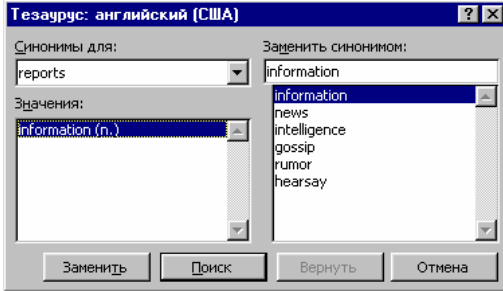 Тезаурус: английский (США)
Синонимы для:
reports
Значения:
information (n.)
Заменить синонимом:
information
information
news
intelligence
gossip
rumor
hearsay
Заменить
Поиск
Вернуть
Отмена